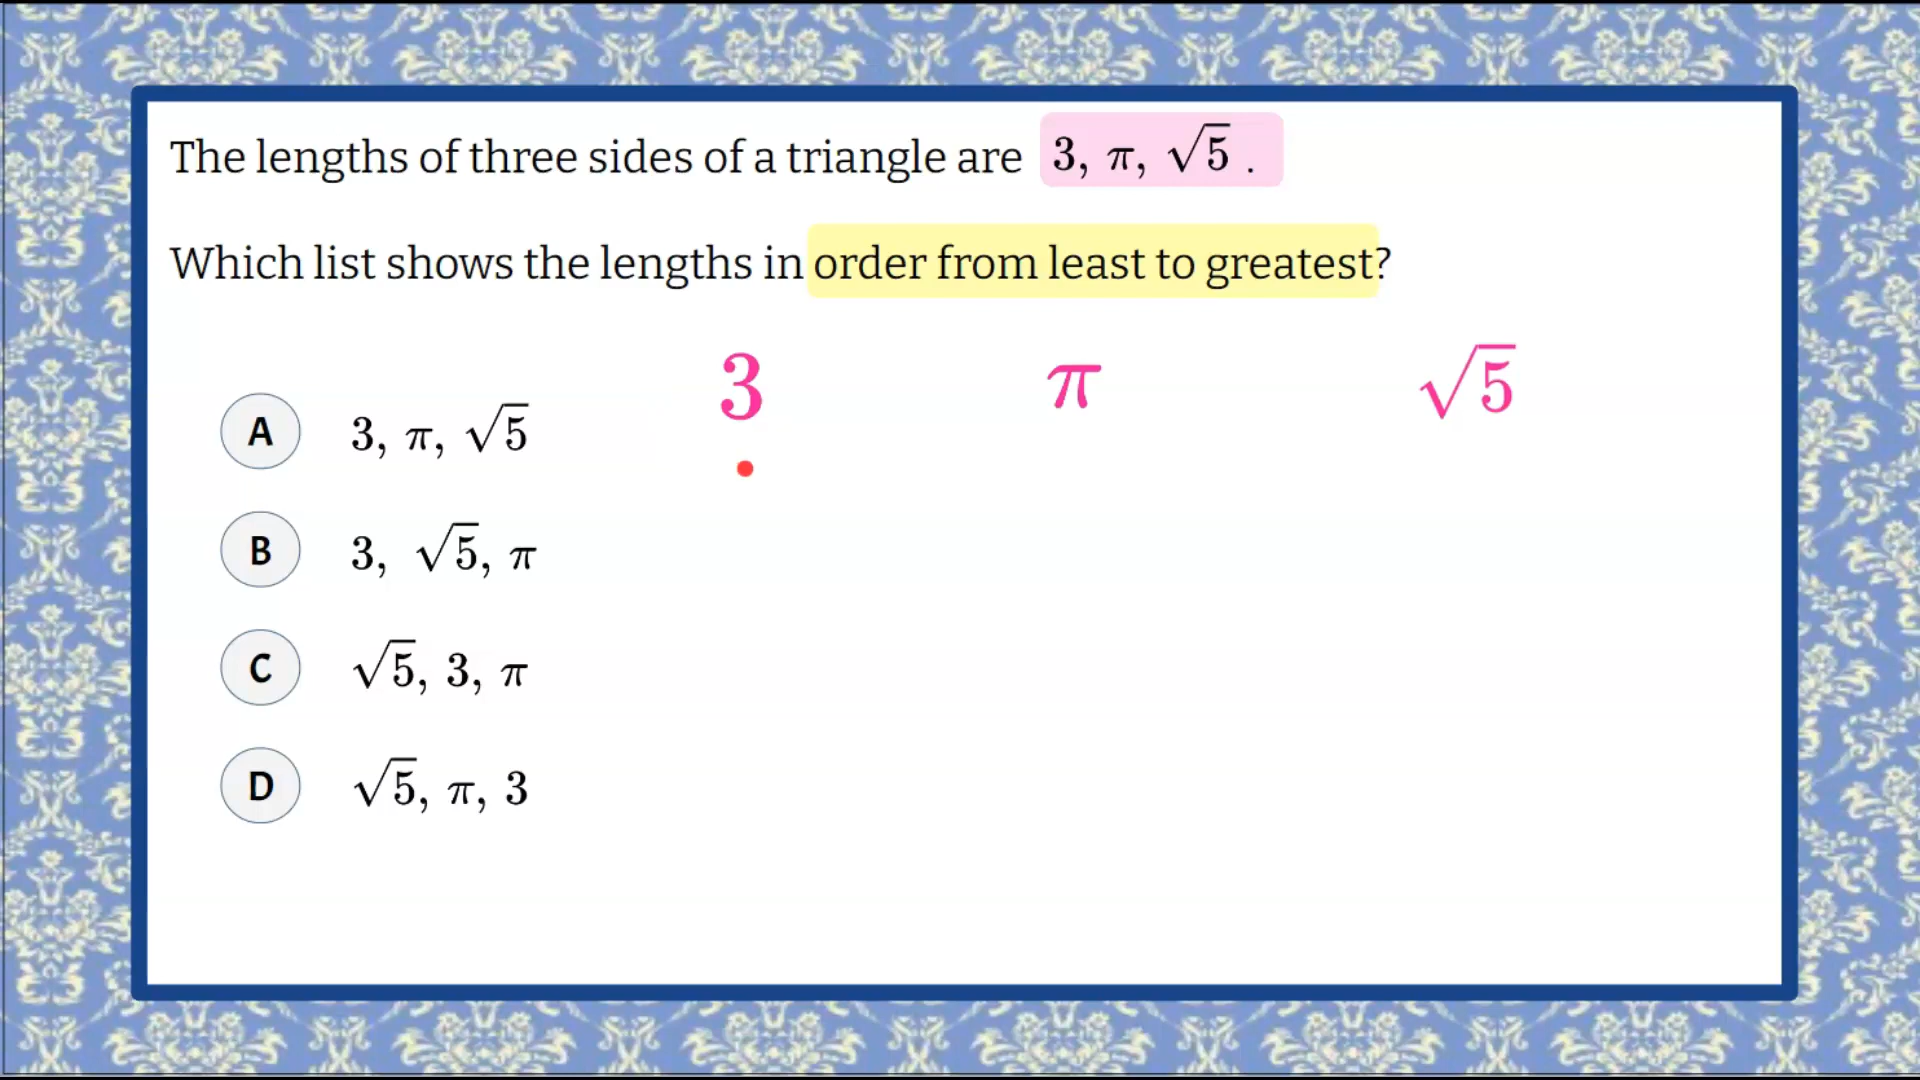 The lengths of three sides of a triangle are 3, π, √5 .
Which list shows the lengths in order from least to greatest?
3 π √5
A 3, π, √5
B 3, √5, π
C √5, 3, π
D √5, π, 3